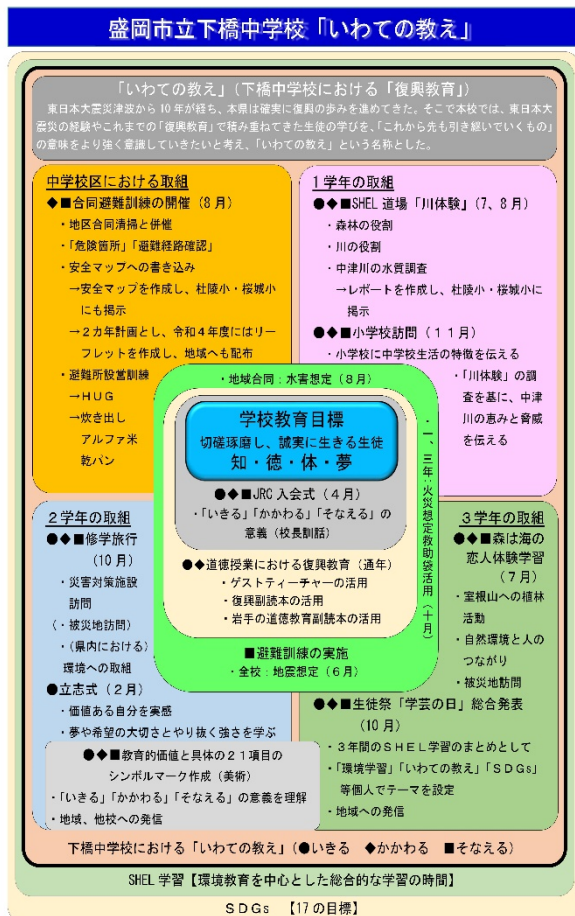 盛岡市立下橋中学校「いわての教え」
「いわての教え」（下橋中学校における「復興教育」）
東日本大震災津波から10年が経ち、本県は確実に復興の歩みを進めてきた。そこで本校では、東日本大
震災の経験やこれまでの「復興教育」で積み重ねてきた生徒の学びを、「これから先も引き継いでいくもの」
の意味をより強く意識していきたいと考え、「いわての教え」という名称とした。
中学校区における取組
◆■合同避難訓練の開催（8月）
・地区合同清掃と併催
・「危険箇所」「避難経路確認」
・安全マップへの書き込み
→安全マップを作成し、杜陵小・桜城小
にも掲示
→２カ年計画とし、令和４年度にはリー
フレットを作成し、地域へも配布
・避難所設営訓練
→HUG
→炊き出し
アルファ米
乾パン
1学年の取組
●◆■SHEL道場「川体験」（7、8月）
・森林の役割
・川の役割
・中津川の水質調査
→レポートを作成し、杜陵小・桜城小に
掲示
●◆■小学校訪問（１１月）
・小学校に中学校生活の特徴を伝える
・「川体験」の調
査を基に、中津
川の恵みと脅威
を伝える
・地域合同：水害想定（8月）
学校教育目標
切磋琢磨し、誠実に生きる生徒
知・徳・体・夢
●◆■JRC入会式（4月）
・「いきる」「かかわる」「そなえる」の
意義（校長訓話）
●◆道徳授業における復興教育（通年）
・ゲストティーチャーの活用
・復興副読本の活用
・岩手の道徳教育副読本の活用
■避難訓練の実施
・全校：地震想定（6月）
・一、三年：火災想定救助袋活用（十月）
2学年の取組
●◆■修学旅行
（10月）
・災害対策施設
訪問
（・被災地訪問）
・（県内における）
環境への取組
●立志式（2月）
・価値ある自分を実感
・夢や希望の大切さとやり抜く強さを学ぶ
3学年の取組
●◆■森は海の
恋人体験学習
（7月）
・室根山への植林
活動
・自然環境と人の
つながり
・被災地訪問
●◆■生徒祭「学芸の日」総合発表
（10月）
・３年間のSHEL学習のまとめとして
・「環境学習」「いわての教え」「SDGs」
等個人でテーマを設定
・地域への発信
●◆■教育的価値と具体の２１項目の
シンボルマーク作成（美術）
・「いきる」「かかわる」「そなえる」の意義を理解
・地域、他校への発信
下橋中学校における「いわての教え」（●いきる　◆かかわる　■そなえる）
SHEL学習【環境教育を中心とした総合的な学習の時間】
SDGs　【17の目標】